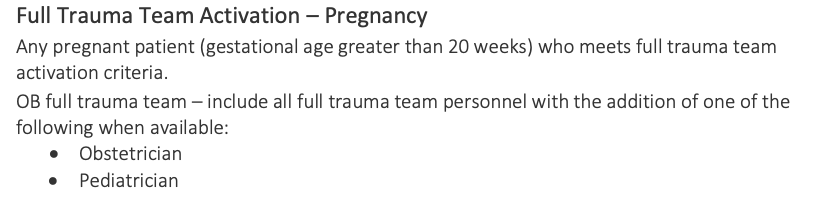 Full Trauma Team Activation – Pregnancy
Any pregnant patient (gestational age greater than 20 weeks) who meets full trauma team
activation criteria.
OB full trauma team – include all full trauma team personnel with the addition of one of the
following when available:
• Obstetrician
• Pediatrician